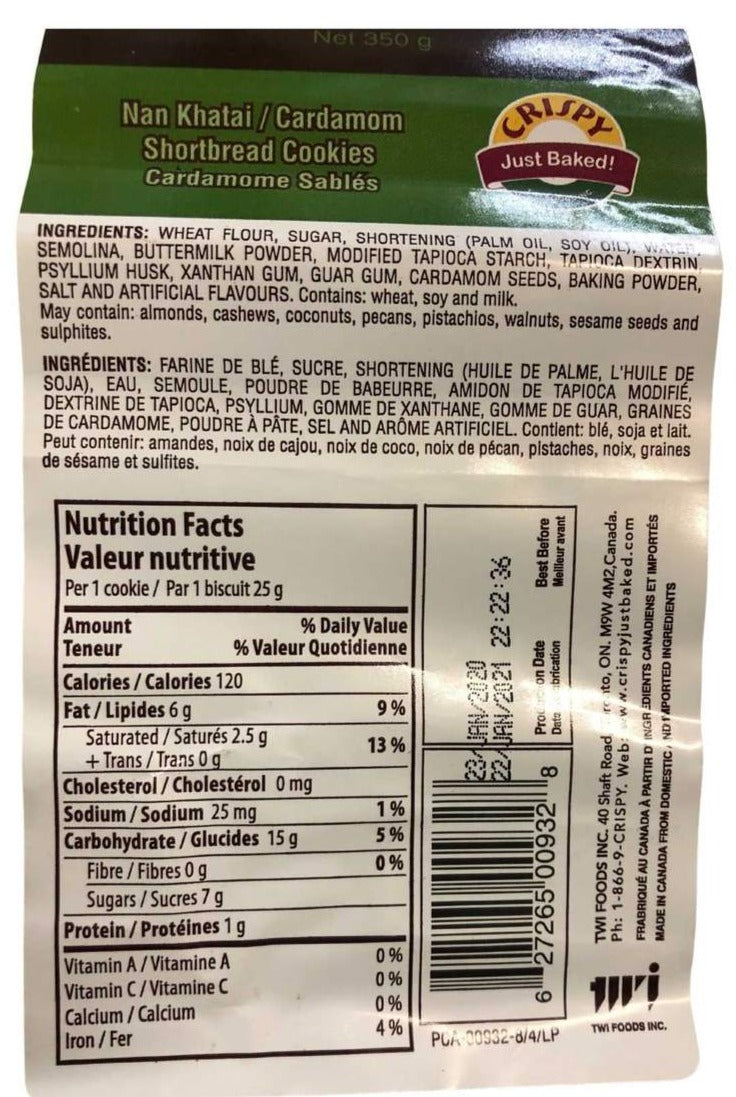 Net 350 g
Nan Khatai / Cardamom
Shortbread Cookies
Cardamome Sablés
CRISPY
Just Baked!
INGREDIENTS: WHEAT FLOUR, SUGAR, SHORTENING (PALM OIL, SOY OIL), WATER,
SEMOLINA, BUTTERMILK POWDER, MODIFIED TAPIOCA STARCH, TAPIOCA DEXTRIN,
PSYLLIUM HUSK, XANTHAN GUM, GUAR GUM, CARDAMOM SEEDS, BAKING POWDER,
SALT AND ARTIFICIAL FLAVOURS. Contains: wheat, soy and milk.
May contain: almonds, cashews, coconuts, pecans, pistachios, walnuts, sesame seeds and
sulphites.
INGRÉDIENTS: FARINE DE BLÉ, SUCRE, SHORTENING (HUILE DE PALME, L'HUILE DE
SOJA), EAU, SEMOULE, POUDRE DE BABEURRE, AMIDON DE TAPIOCA MODIFIÉ,
DEXTRINE DE TAPIOCA, PSYLLIUM, GOMME DE XANTHANE, GOMME DE GUAR, GRAINES
DE CARDAMOME, POUDRE À PÂTE, SEL AND ARÔME ARTIFICIEL. Contient: blé, soja et lait.
Peut contenir: amandes, noix de cajou, noix de coco, noix de pécan, pistaches, noix, graines
de sésame et sulfites.
Nutrition Facts
Valeur nutritive
Per 1 cookie / Par 1 biscuit 25 g
Amount % Daily Value
Teneur % Valeur Quotidienne
Calories / Calories 120
Fat / Lipides 6 g 9 %
Saturated / Saturés 2.5 g
+ Trans / Trans 0 g 13 %
Cholesterol / Cholestérol 0 mg
Sodium / Sodium 25 mg 1 %
Carbohydrate / Glucides 15 g 5 %
Fibre / Fibres 0 g 0 %
Sugars / Sucres 7 g
Protein / Protéines 1 g
Vitamin A / Vitamine A 0 %
Vitamin C / Vitamine C 0 %
Calcium / Calcium 0 %
Iron / Fer 4 %
23/JAN/2020
22/JAN/2021 22:22:36
Date Best Before
Meilleur avant
6 27265 00932 8
PCA-00932-8/4/LP
TWI FOODS INC. 40 Shaft Road ON. M9W 4M2,Canada.
Ph: 1-866-9-CRISPY. Web: www.crispyjustbaked.com
FRABRIQUÉ AU CANADA À PARTIR D'INGREDIENTS CANADIENS ET IMPORTÉS
MADE IN CANADA FROM DOMESTIC AND IMPORTED INGREDIENTS
twi
TWI FOODS INC.